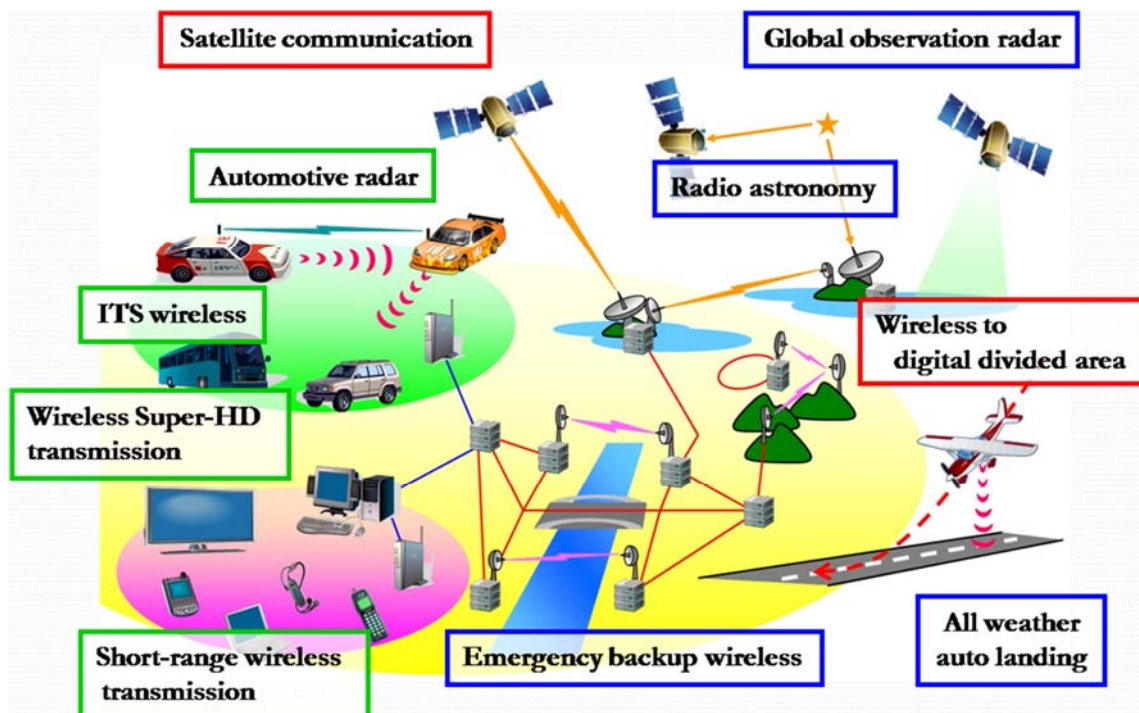 Satellite communication
Global observation radar
Automotive radar
Radio astronomy
ITS wireless
Wireless to
digital divided area
Wireless Super-HD
transmission
All weather
auto landing
Short-range wireless
transmission
Emergency backup wireless